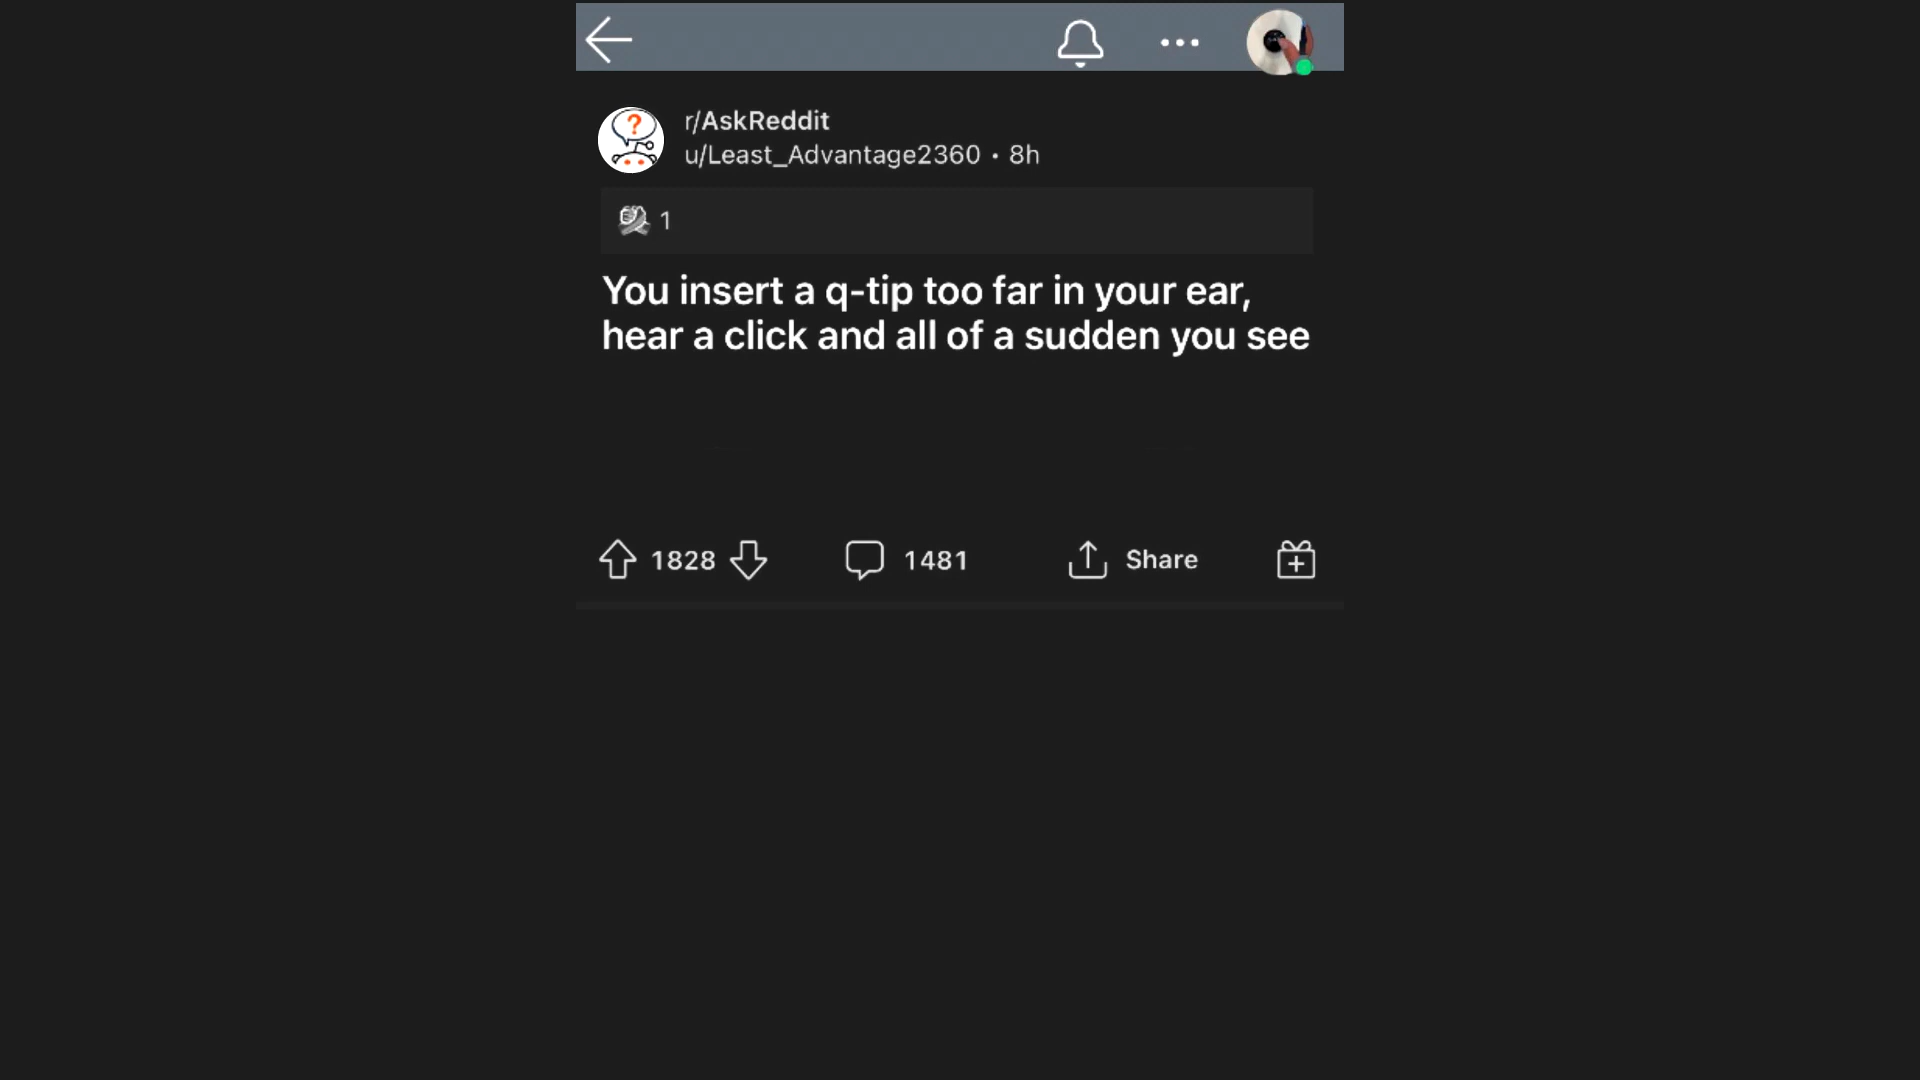 r/AskReddit
u/Least_Advantage2360 • 8h
1
You insert a q-tip too far in your ear,
hear a click and all of a sudden you see
1828 1481 Share